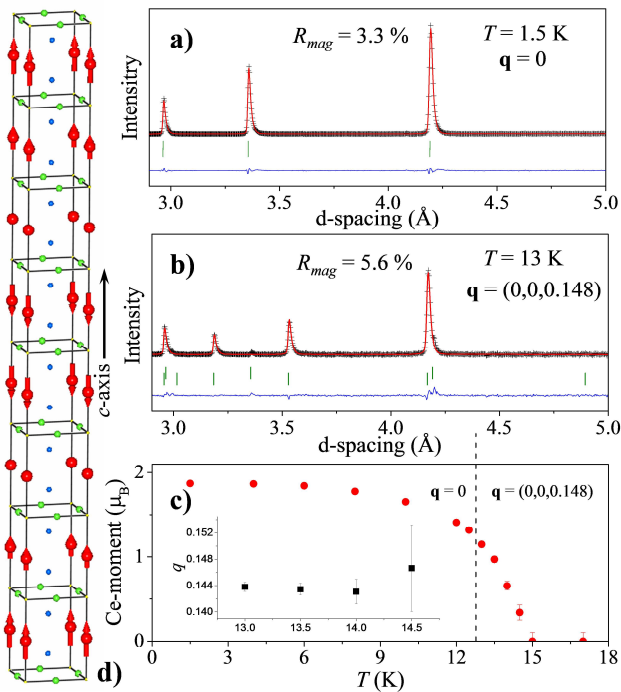 a)
R_mag = 3.3 %
T = 1.5 K
q = 0
Intensitry
3.0 3.5 4.0 4.5 5.0
d-spacing (Å)
b)
R_mag = 5.6 %
T = 13 K
q = (0,0,0.148)
Intensity
3.0 3.5 4.0 4.5 5.0
d-spacing (Å)
c-axis
c)
q = 0
q = (0,0,0.148)
Ce-moment (μ_B)
2
1
0
q
0.152
0.148
0.144
0.140
13.0 13.5 14.0 14.5
0 3 6 9 12 15 18
T (K)
d)